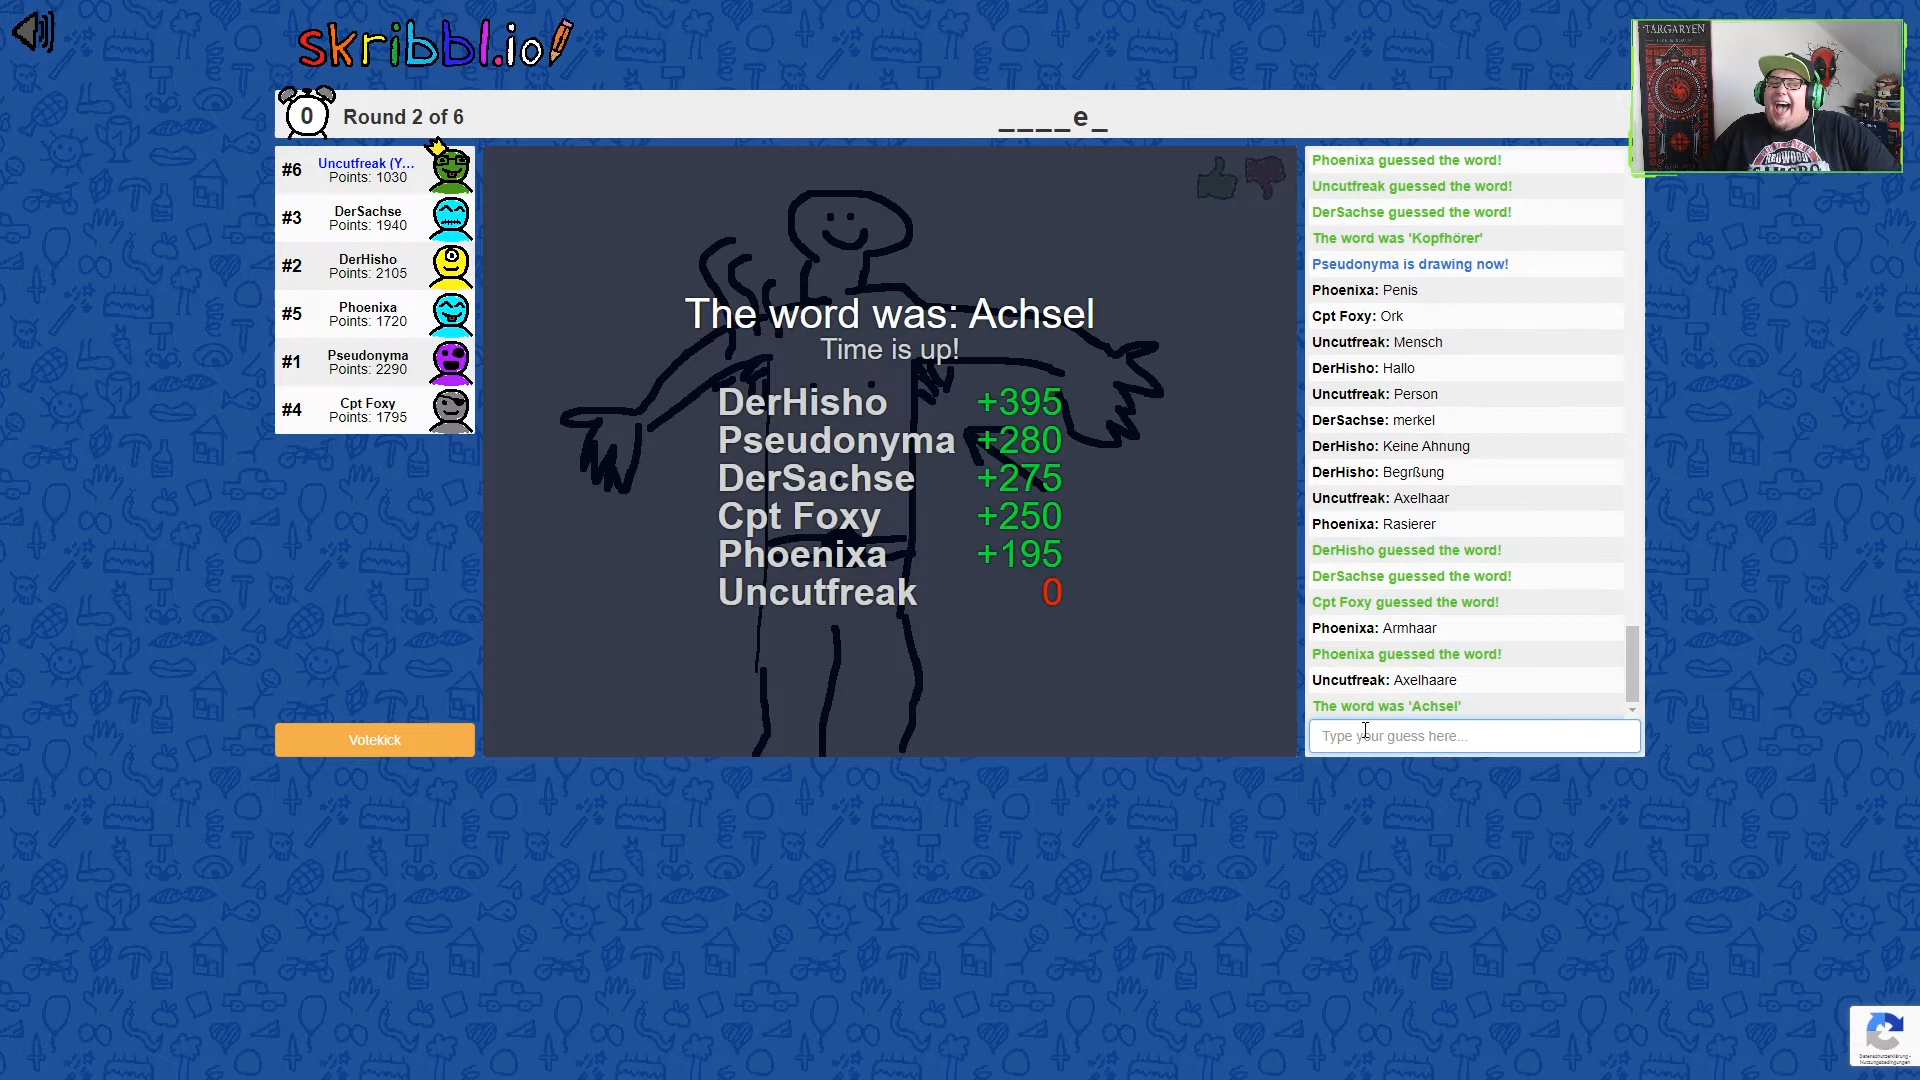 skribbl.io
TARGARYEN
0
Round 2 of 6
____e_
#6
Uncutfreak (Y...
Points: 1030
#3
DerSachse
Points: 1940
#2
DerHisho
Points: 2105
#5
Phoenixa
Points: 1720
#1
Pseudonyma
Points: 2290
#4
Cpt Foxy
Points: 1795
Votekick
The word was: Achsel
Time is up!
DerHisho +395
Pseudonyma +280
DerSachse +275
Cpt Foxy +250
Phoenixa +195
Uncutfreak 0
Phoenixa guessed the word!
Uncutfreak guessed the word!
DerSachse guessed the word!
The word was 'Kopfhörer'
Pseudonyma is drawing now!
Phoenixa: Penis
Cpt Foxy: Ork
Uncutfreak: Mensch
DerHisho: Hallo
Uncutfreak: Person
DerSachse: merkel
DerHisho: Keine Ahnung
DerHisho: Begrßung
Uncutfreak: Axelhaar
Phoenixa: Rasierer
DerHisho guessed the word!
DerSachse guessed the word!
Cpt Foxy guessed the word!
Phoenixa: Armhaar
Phoenixa guessed the word!
Uncutfreak: Axelhaare
The word was 'Achsel'
Type your guess here...
REDWOOD
Datenschutzerklärung -
Nutzungsbedingungen